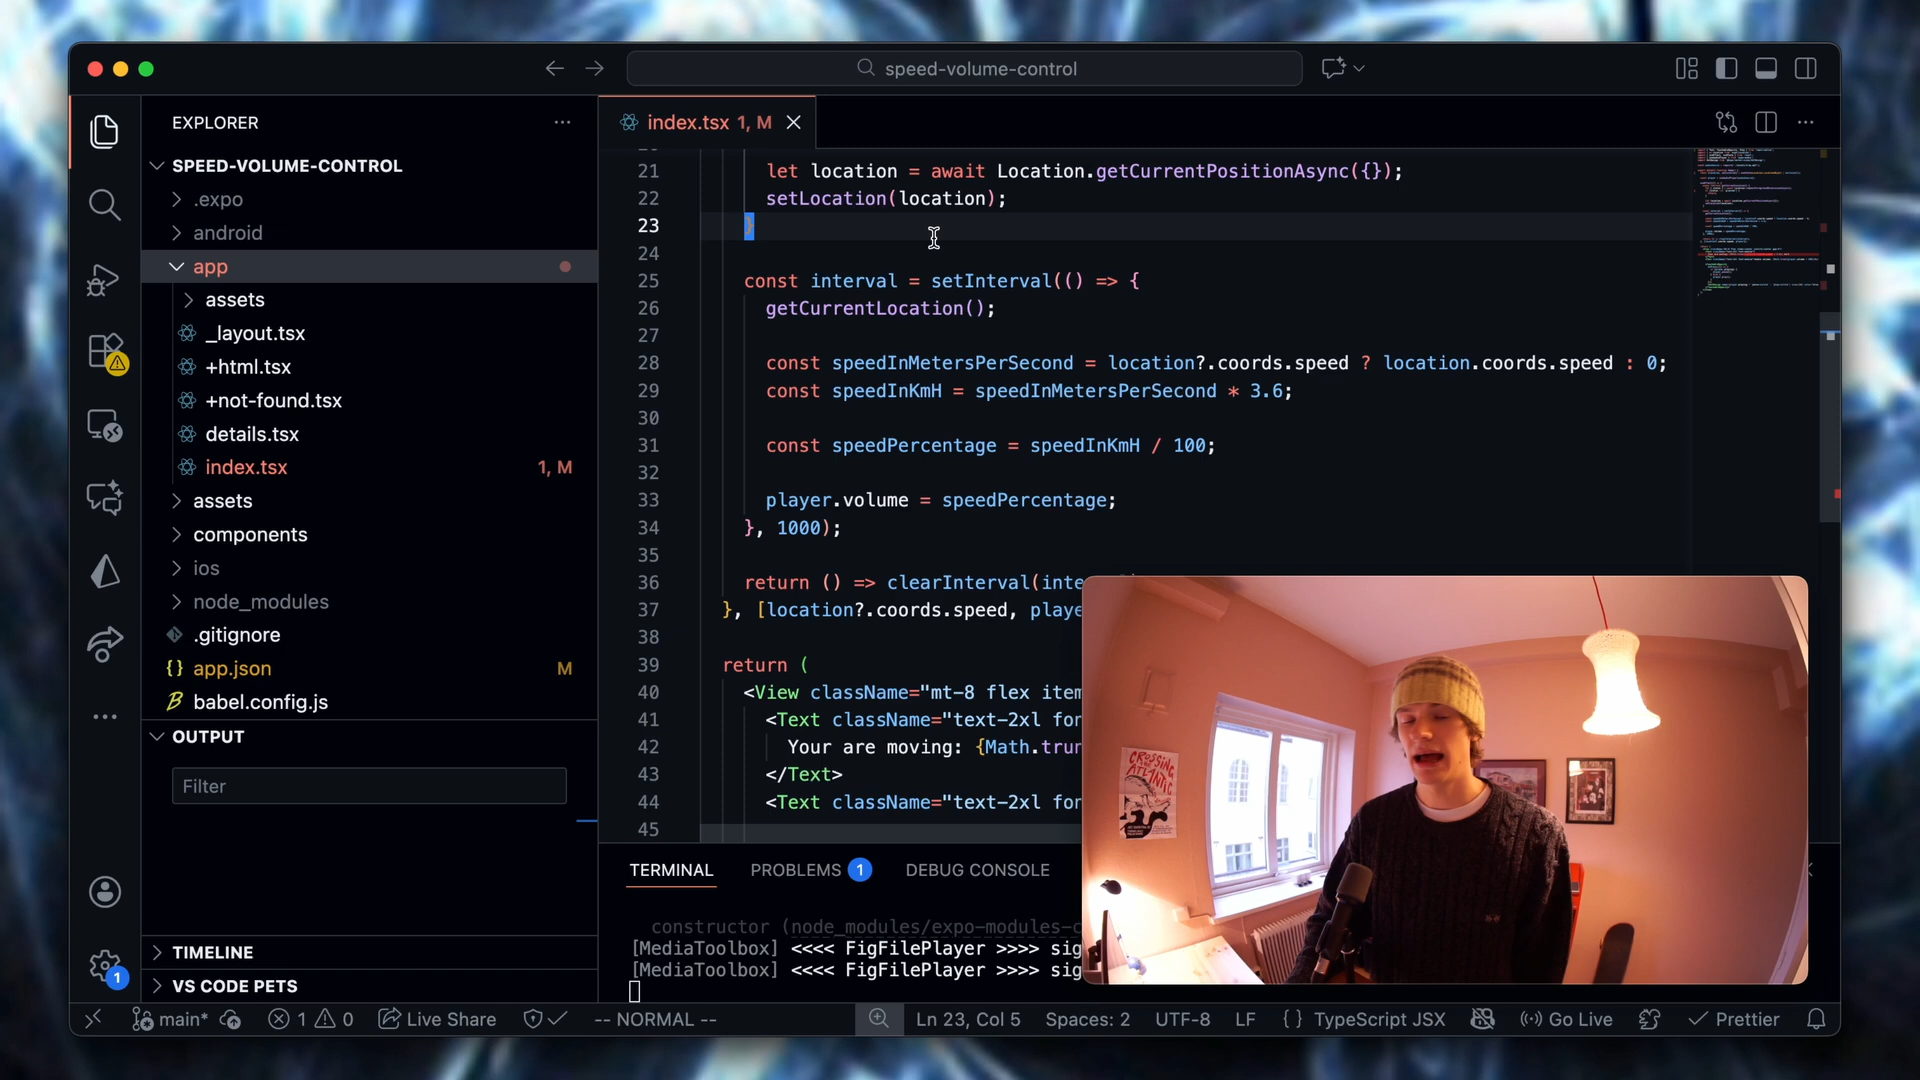 speed-volume-control
EXPLORER
SPEED-VOLUME-CONTROL
.expo
android
app
assets
_layout.tsx
+html.tsx
+not-found.tsx
details.tsx
index.tsx 1, M
assets
components
ios
node_modules
.gitignore
{} app.json M
babel.config.js
OUTPUT
Filter
TIMELINE
VS CODE PETS
1
index.tsx 1, M
21 let location = await Location.getCurrentPositionAsync({});
22 setLocation(location);
23 }
24
25 const interval = setInterval(() => {
26 getCurrentLocation();
27
28 const speedInMetersPerSecond = location?.coords.speed ? location.coords.speed : 0;
29 const speedInKmH = speedInMetersPerSecond * 3.6;
30
31 const speedPercentage = speedInKmH / 100;
32
33 player.volume = speedPercentage;
34 }, 1000);
35
36 return () => clearInterval(inte
37 }, [location?.coords.speed, playe
38
39 return (
40 <View className="mt-8 flex item
41 <Text className="text-2xl for
42 Your are moving: {Math.trun
43 </Text>
44 <Text className="text-2xl for
45
TERMINAL PROBLEMS 1 DEBUG CONSOLE
constructor (node_modules/expo-modules-c
[MediaToolbox] <<<< FigFilePlayer >>>> sig
[MediaToolbox] <<<< FigFilePlayer >>>> sig
CROSSING
THE
ATLANTIC
main* 1 0 Live Share -- NORMAL -- Ln 23, Col 5 Spaces: 2 UTF-8 LF {} TypeScript JSX Go Live Prettier